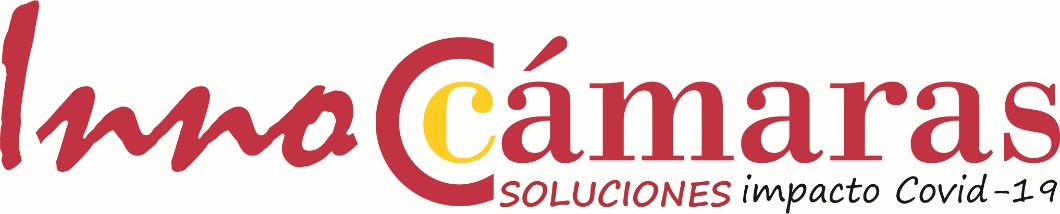 InnoCcámaras
SOLUCIONES impacto Covid-19